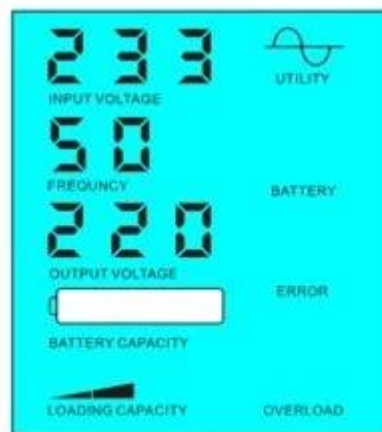 233
UTILITY
INPUT VOLTAGE
50
FREQUNCY
BATTERY
220
OUTPUT VOLTAGE
ERROR
BATTERY CAPACITY
LOADING CAPACITY
OVERLOAD